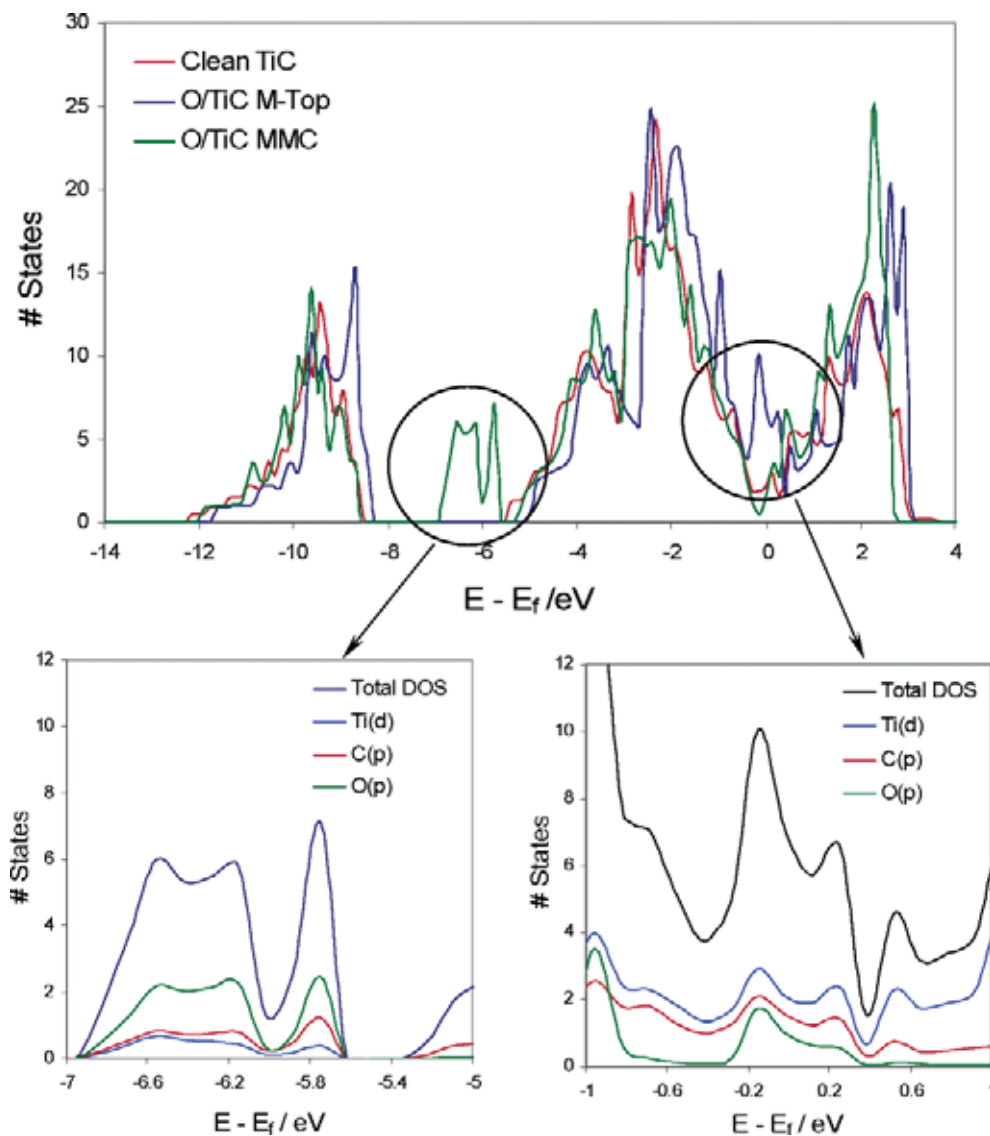 30
25
20
15
10
5
0
# States
Clean TiC
O/TiC M-Top
O/TiC MMC
-14 -12 -10 -8 -6 -4 -2 0 2 4
E - Ef /eV
12
10
8
6
4
2
0
# States
Total DOS
Ti(d)
C(p)
O(p)
-7 -6.6 -6.2 -5.8 -5.4 -5
E - Ef / eV
12
10
8
6
4
2
0
# States
Total DOS
Ti(d)
C(p)
O(p)
-1 -0.6 -0.2 0.2 0.6
E - Ef / eV